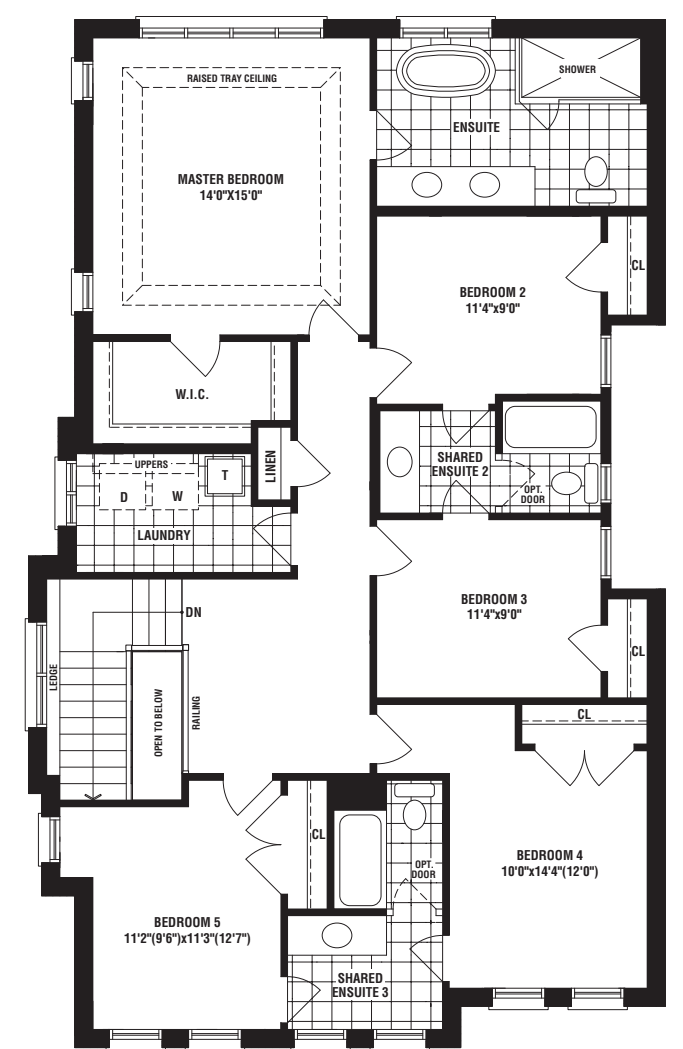 RAISED TRAY CEILING
SHOWER
ENSUITE
MASTER BEDROOM
14'0"X15'0"
CL
BEDROOM 2
11'4"x9'0"
W.I.C.
LINEN
UPPERS
D
W
T
LAUNDRY
SHARED
ENSUITE 2
OPT.
DOOR
BEDROOM 3
11'4"x9'0"
CL
DN
LEDGE
OPEN TO BELOW
RAILING
CL
CL
OPT.
DOOR
BEDROOM 4
10'0"x14'4"(12'0")
BEDROOM 5
11'2"(9'6")x11'3"(12'7")
SHARED
ENSUITE 3